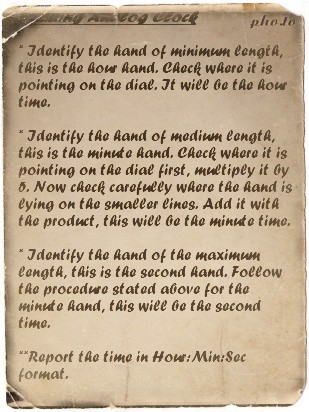 Analog Clock
photo
* Identify the hand of minimum length,
this is the hour hand. Check where it is
pointing on the dial. It will be the hour
time.
* Identify the hand of medium length,
this is the minute hand. Check where it is
pointing on the dial first, multiply it by
5. Now check carefully where the hand is
lying on the smaller lines. Add it with
the product, this will be the minute time.
* Identify the hand of the maximum
length, this is the second hand. Follow
the procedure stated above for the
minute hand, this will be the second
time.
**Report the time in Hour:Min:Sec
format.